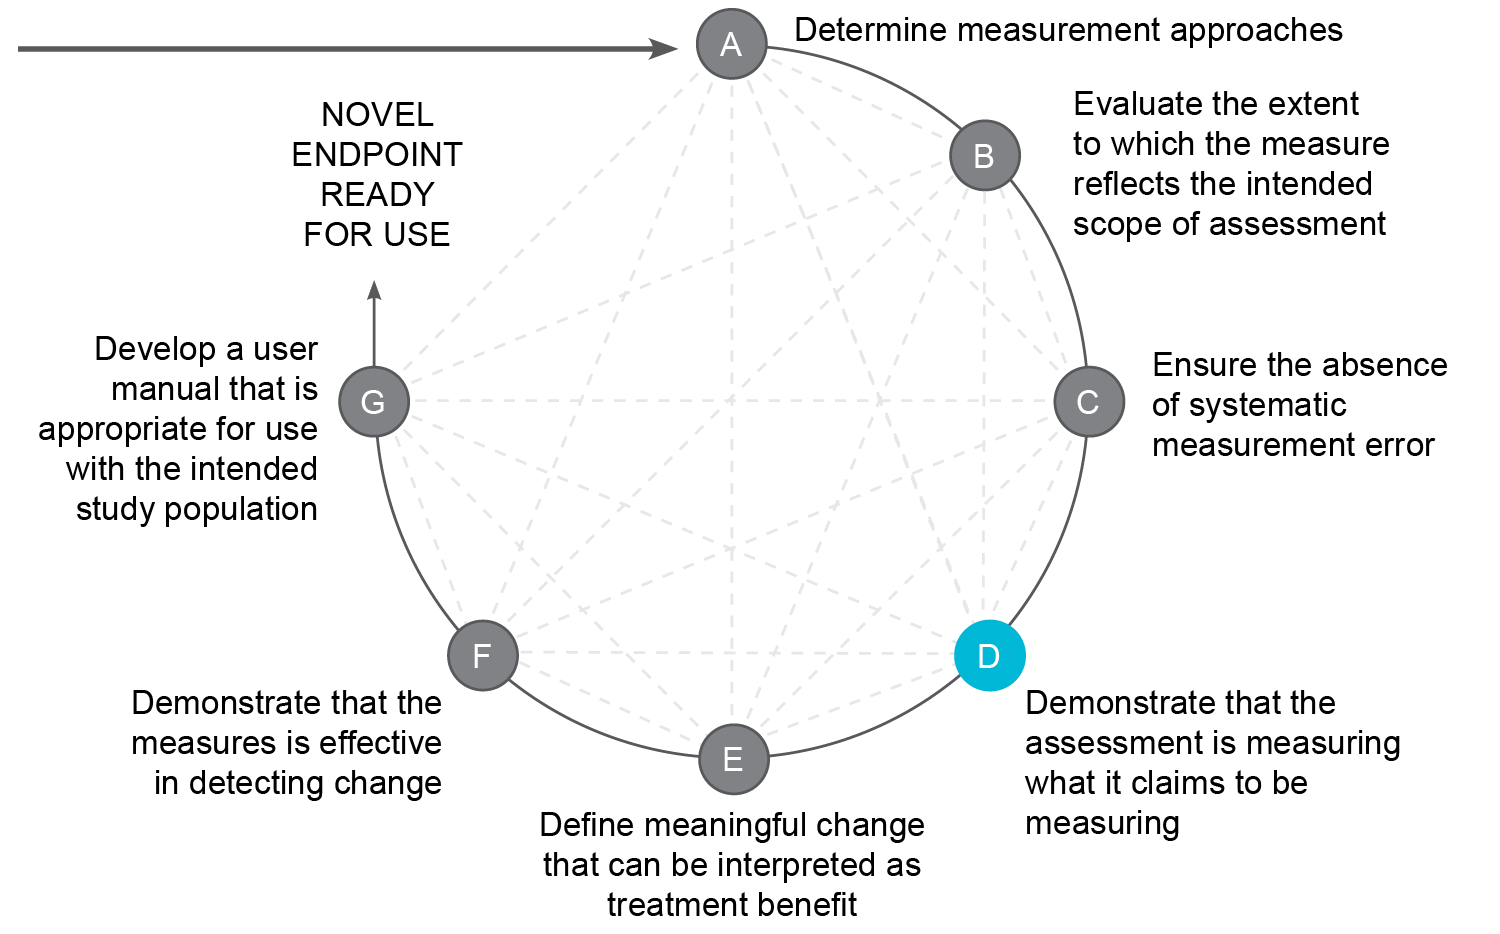 A
Determine measurement approaches
B
Evaluate the extent
to which the measure
reflects the intended
scope of assessment
C
Ensure the absence
of systematic
measurement error
D
Demonstrate that the
assessment is measuring
what it claims to be
measuring
E
Define meaningful change
that can be interpreted as
treatment benefit
F
Demonstrate that the
measures is effective
in detecting change
G
Develop a user
manual that is
appropriate for use
with the intended
study population
NOVEL
ENDPOINT
READY
FOR USE